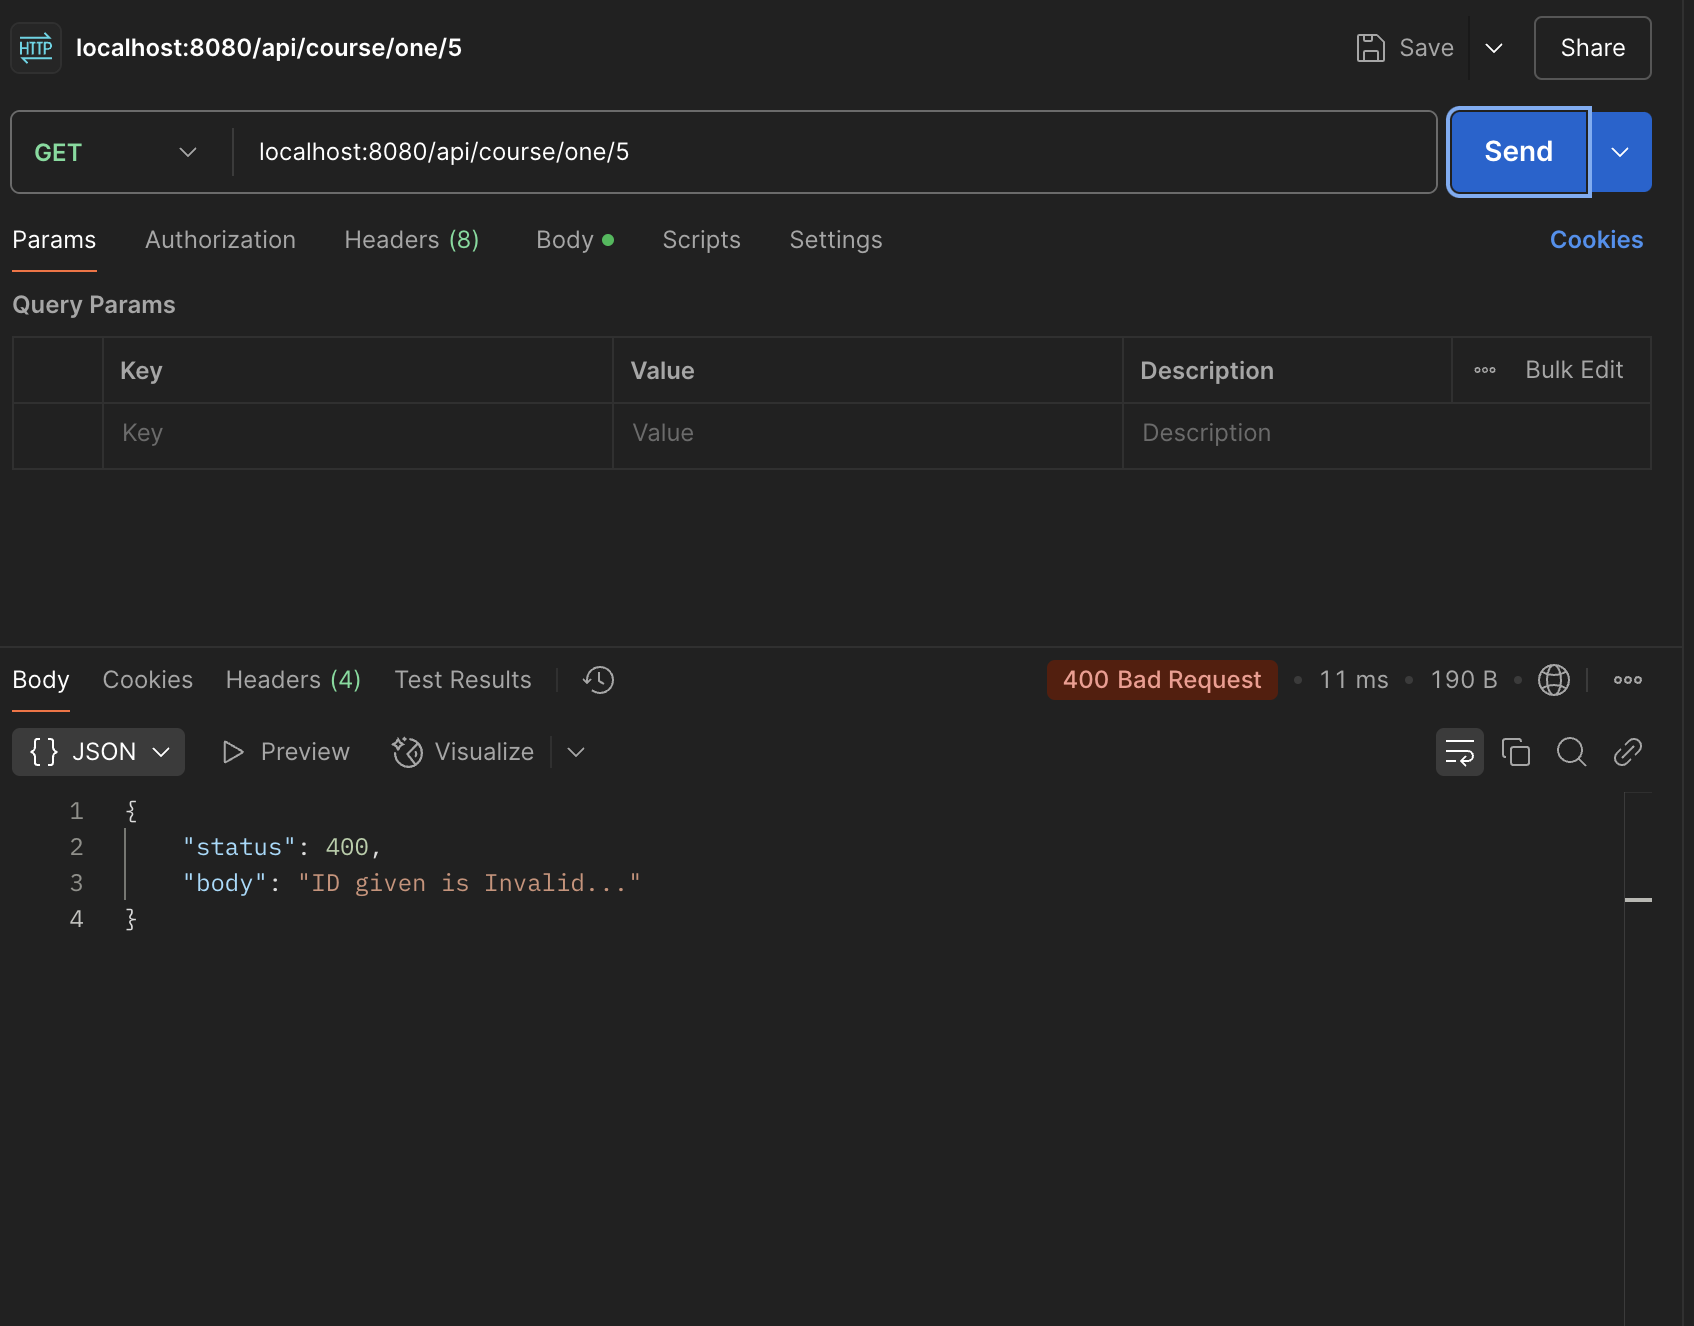 HTTP localhost:8080/api/course/one/5 Save Share
GET localhost:8080/api/course/one/5 Send
Params Authorization Headers (8) Body Scripts Settings Cookies
Query Params
Key Value Description Bulk Edit
Key Value Description
Body Cookies Headers (4) Test Results 400 Bad Request • 11 ms • 190 B •
{} JSON Preview Visualize
1 {
2 "status": 400,
3 "body": "ID given is Invalid..."
4 }